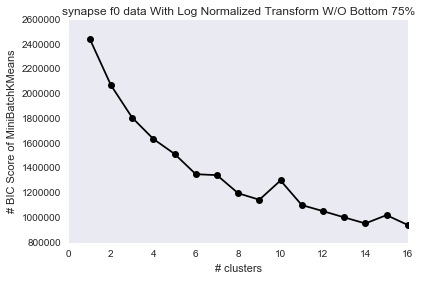 synapse f0 data With Log Normalized Transform W/O Bottom 75%
2600000
2400000
2200000
2000000
1800000
1600000
1400000
1200000
1000000
800000
# BIC Score of MiniBatchKMeans
0 2 4 6 8 10 12 14 16
# clusters